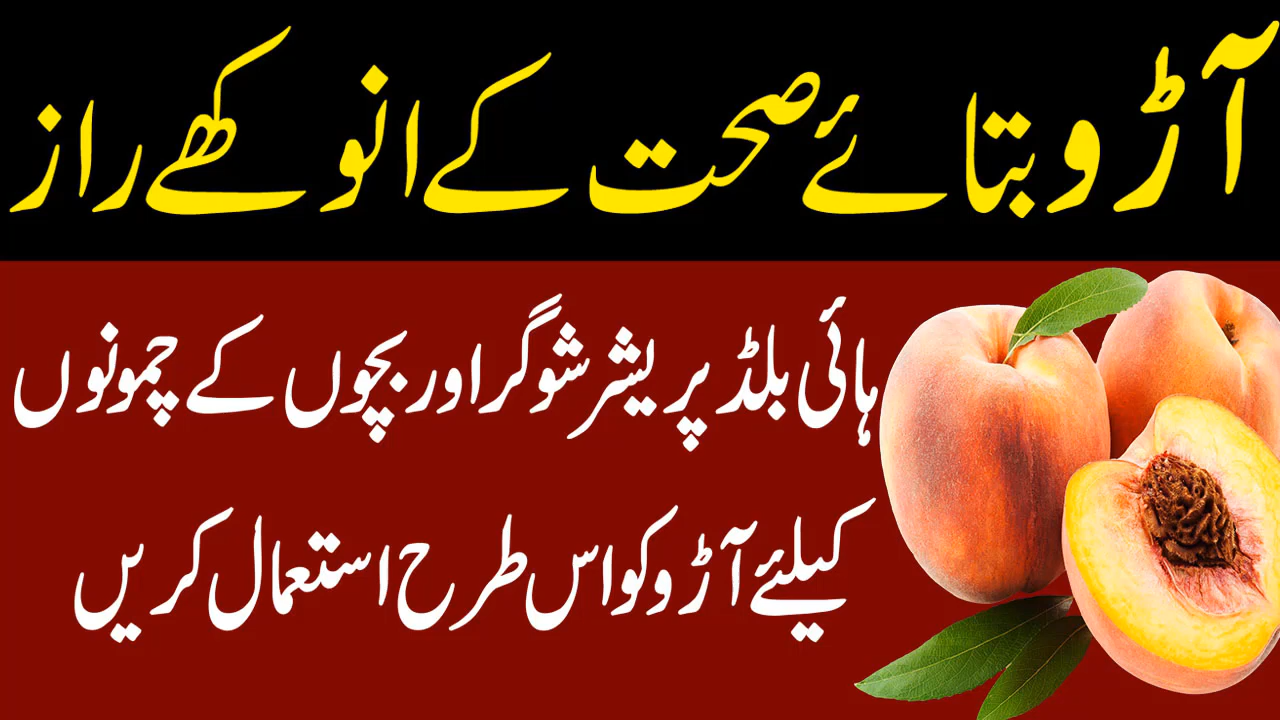 آڑو بتائے صحت کے انوکھے راز
ہائی بلڈ پریشر شوگر اور بچوں کے چمونوں
کیلئے آڑو کو اس طرح استعمال کریں